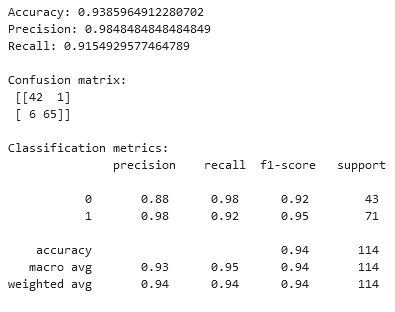 Accuracy: 0.9385964912280702
Precision: 0.9848484848484849
Recall: 0.9154929577464789
Confusion matrix:
[[42  1]
[ 6 65]]
Classification metrics:
precision recall f1-score support
0 0.88 0.98 0.92 43
1 0.98 0.92 0.95 71
accuracy 0.94 114
macro avg 0.93 0.95 0.94 114
weighted avg 0.94 0.94 0.94 114